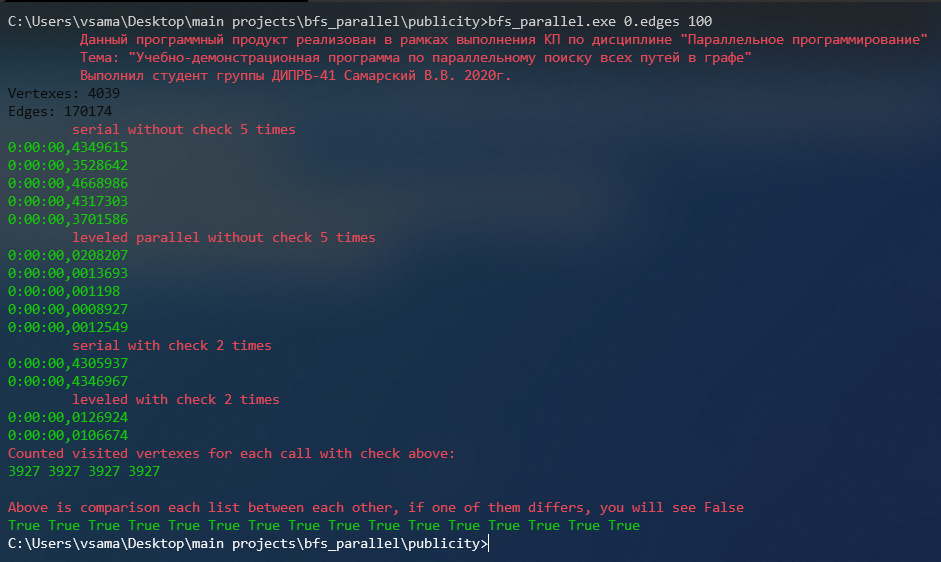 C:\Users\vsama\Desktop\main projects\bfs_parallel\publicity>bfs_parallel.exe 0.edges 100
Данный программный продукт реализован в рамках выполнения КП по дисциплине "Параллельное программирование"
Тема: "Учебно-демонстрационная программа по параллельному поиску всех путей в графе"
Выполнил студент группы ДИПРБ-41 Самарский В.В. 2020г.
Vertexes: 4039
Edges: 170174
serial without check 5 times
0:00:00,4349615
0:00:00,3528642
0:00:00,4668986
0:00:00,4317303
0:00:00,3701586
leveled parallel without check 5 times
0:00:00,0208207
0:00:00,0013693
0:00:00,001198
0:00:00,0008927
0:00:00,0012549
serial with check 2 times
0:00:00,4305937
0:00:00,4346967
leveled with check 2 times
0:00:00,0126924
0:00:00,0106674
Counted visited vertexes for each call with check above:
3927 3927 3927 3927
Above is comparison each list between each other, if one of them differs, you will see False
True True True True True True True True True True True True True True True True
C:\Users\vsama\Desktop\main projects\bfs_parallel\publicity>